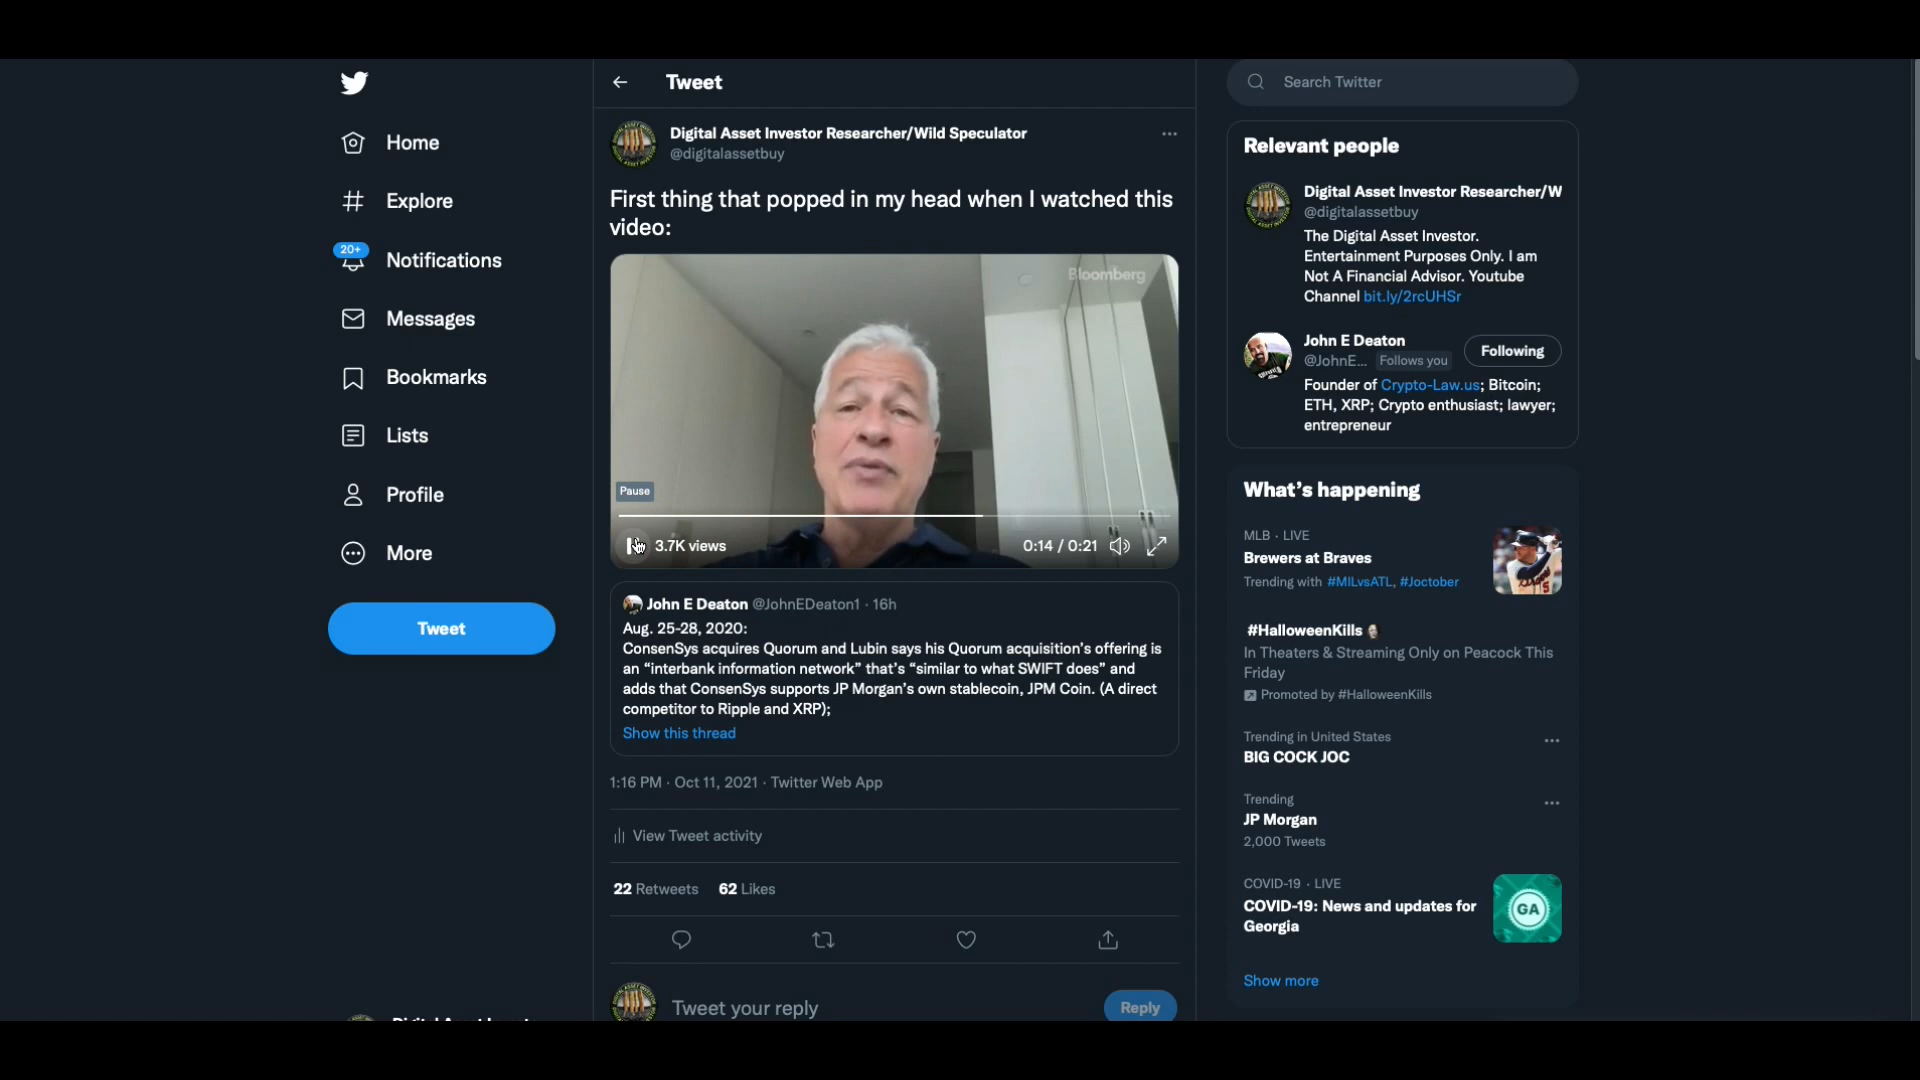 Home
Explore
20+
Notifications
Messages
Bookmarks
Lists
Profile
More
Tweet
Tweet
Digital Asset Investor Researcher/Wild Speculator
@digitalassetbuy
First thing that popped in my head when I watched this
video:
Bloomberg
Pause
3.7K views
0:14 / 0:21
John E Deaton @JohnEDeaton1 · 16h
Aug. 25-28, 2020:
ConsenSys acquires Quorum and Lubin says his Quorum acquisition's offering is
an “interbank information network” that's “similar to what SWIFT does” and
adds that ConsenSys supports JP Morgan's own stablecoin, JPM Coin. (A direct
competitor to Ripple and XRP);
Show this thread
1:16 PM · Oct 11, 2021 · Twitter Web App
View Tweet activity
22 Retweets 62 Likes
Tweet your reply
Reply
Search Twitter
Relevant people
Digital Asset Investor Researcher/W
@digitalassetbuy
The Digital Asset Investor.
Entertainment Purposes Only. I am
Not A Financial Advisor. Youtube
Channel bit.ly/2rcUHSr
John E Deaton
@JohnE... Follows you
Following
Founder of Crypto-Law.us; Bitcoin;
ETH, XRP; Crypto enthusiast; lawyer;
entrepreneur
What's happening
MLB · LIVE
Brewers at Braves
Trending with #MILvsATL, #Joctober
#HalloweenKills
In Theaters & Streaming Only on Peacock This
Friday
Promoted by #HalloweenKills
Trending in United States
BIG COCK JOC
Trending
JP Morgan
2,000 Tweets
COVID-19 · LIVE
COVID-19: News and updates for
Georgia
GA
Show more